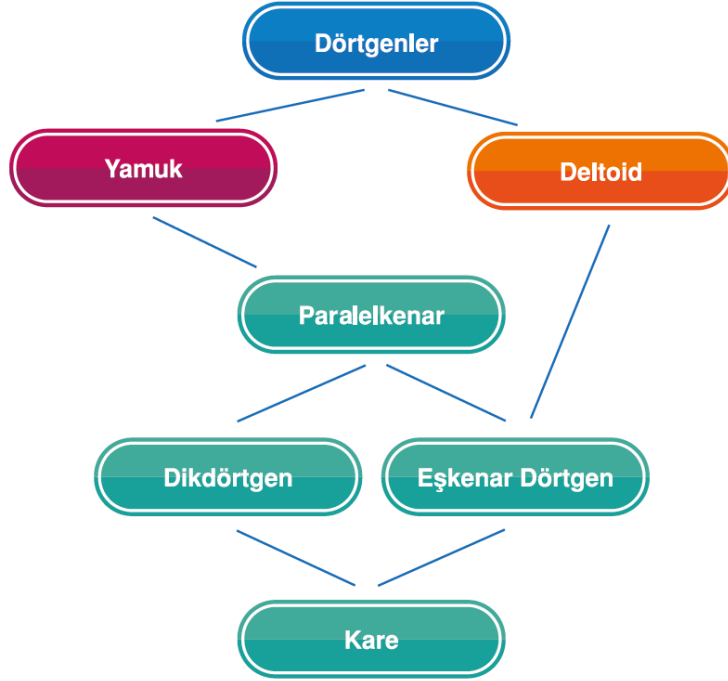 Dörtgenler
Yamuk
Deltoid
Paralelkenar
Dikdörtgen
Eşkenar Dörtgen
Kare